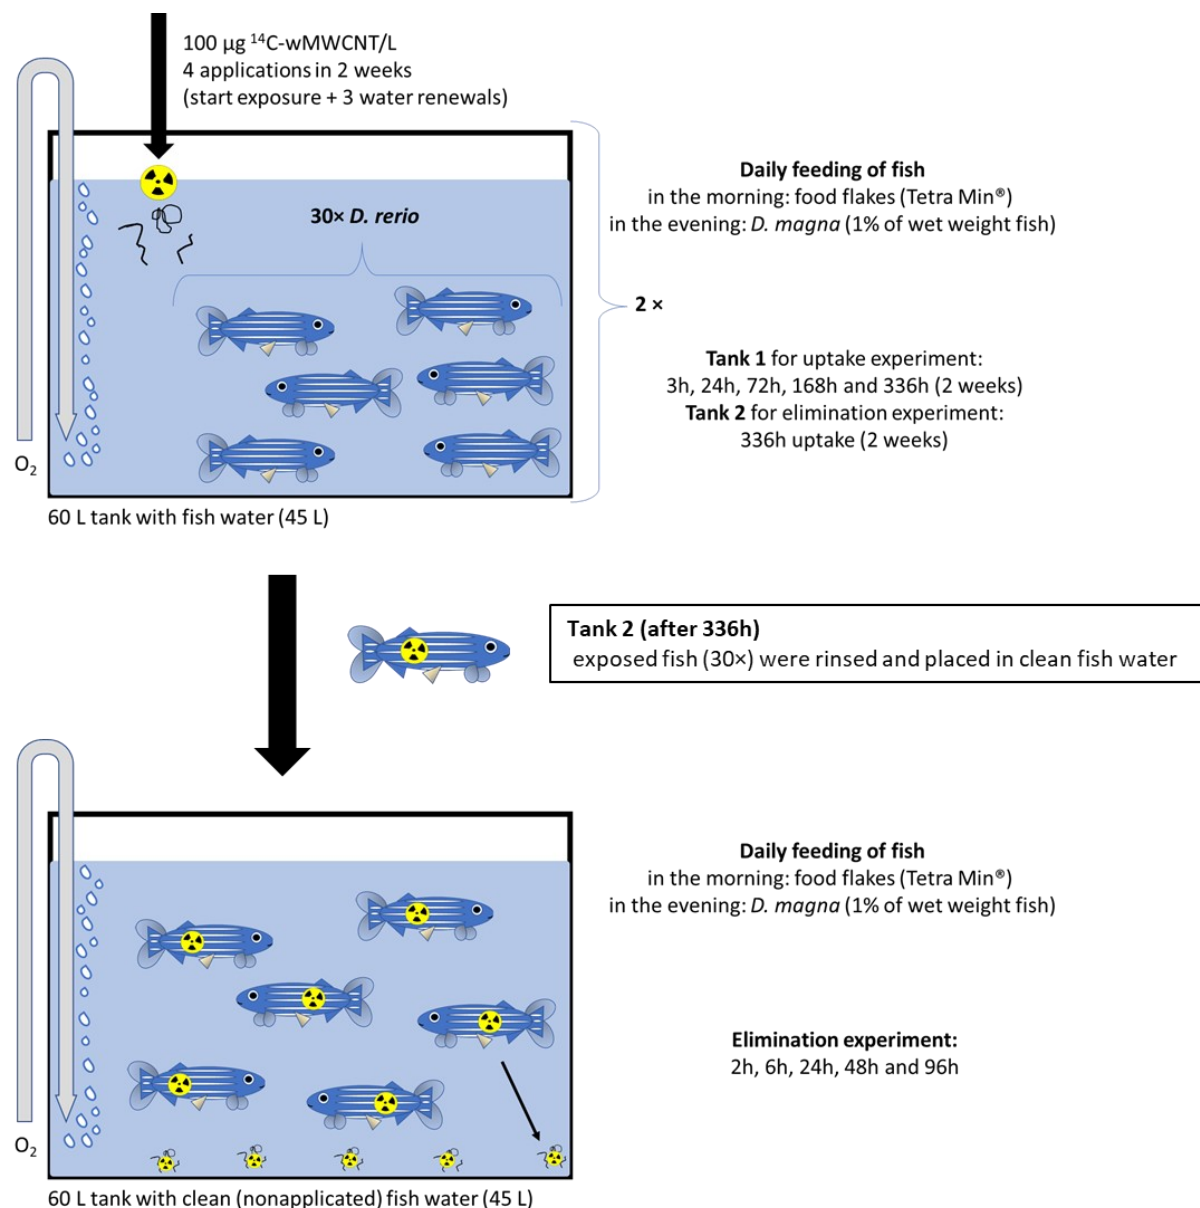 100 µg ¹⁴C-wMWCNT/L
4 applications in 2 weeks
(start exposure + 3 water renewals)
30× D. rerio
Daily feeding of fish
in the morning: food flakes (Tetra Min®)
in the evening: D. magna (1% of wet weight fish)
2 ×
Tank 1 for uptake experiment:
3h, 24h, 72h, 168h and 336h (2 weeks)
Tank 2 for elimination experiment:
336h uptake (2 weeks)
O₂
60 L tank with fish water (45 L)
Tank 2 (after 336h)
exposed fish (30×) were rinsed and placed in clean fish water
Daily feeding of fish
in the morning: food flakes (Tetra Min®)
in the evening: D. magna (1% of wet weight fish)
Elimination experiment:
2h, 6h, 24h, 48h and 96h
O₂
60 L tank with clean (nonapplicated) fish water (45 L)